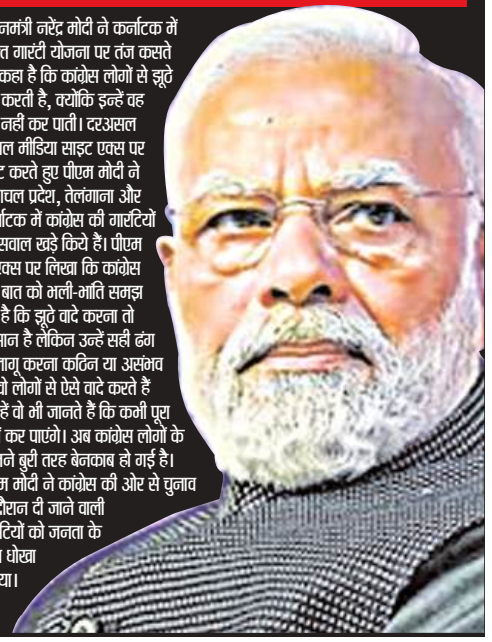 नमंत्री नरेंद्र मोदी ने कर्नाटक में
त गारंटी योजना पर तंज कसते
कहा है कि कांग्रेस लोगों से झूठे
करती है, क्योंकि इन्हें वह
नहीं कर पाती। दरअसल
ल मीडिया साइट एक्स पर
ट करते हुए पीएम मोदी ने
चल प्रदेश, तेलंगाना और
र्नाटक में कांग्रेस की गारंटियों
सवाल खड़े किये हैं। पीएम
क्स पर लिखा कि कांग्रेस
बात को भली-भांति समझ
है कि झूठे वादे करना तो
सान है लेकिन उन्हें सही ढंग
लागू करना कठिन या असंभव
वो लोगों से ऐसे वादे करते हैं
हें वो भी जानते हैं कि कभी पूरा
कर पाएंगे। अब कांग्रेस लोगों के
ने बुरी तरह बेनकाब हो गई है।
म मोदी ने कांग्रेस की ओर से चुनाव
दौरान दी जाने वाली
टियों को जनता के
धोखा
या।